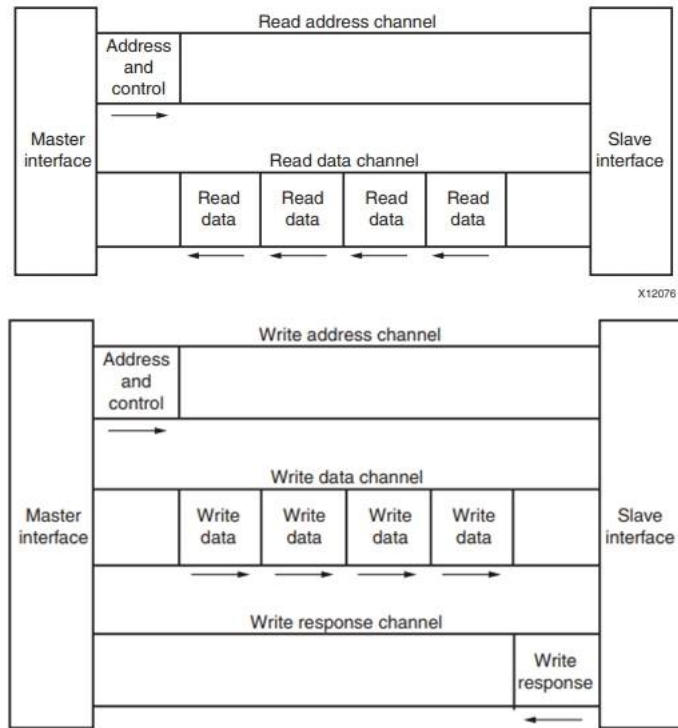 Read address channel
Address
and
control
Master
interface
Slave
interface
Read data channel
Read
data
Read
data
Read
data
Read
data
X12076
Write address channel
Address
and
control
Write data channel
Master
interface
Write
data
Write
data
Write
data
Write
data
Slave
interface
Write response channel
Write
response